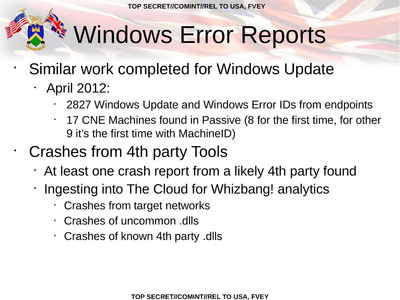 TOP SECRET//COMINT//REL TO USA, FVEY
Windows Error Reports
Similar work completed for Windows Update
April 2012:
2827 Windows Update and Windows Error IDs from endpoints
17 CNE Machines found in Passive (8 for the first time, for other
9 it's the first time with MachineID)
Crashes from 4th party Tools
At least one crash report from a likely 4th party found
Ingesting into The Cloud for Whizbang! analytics
Crashes from target networks
Crashes of uncommon .dlls
Crashes of known 4th party .dlls
TOP SECRET//COMINT//REL TO USA, FVEY